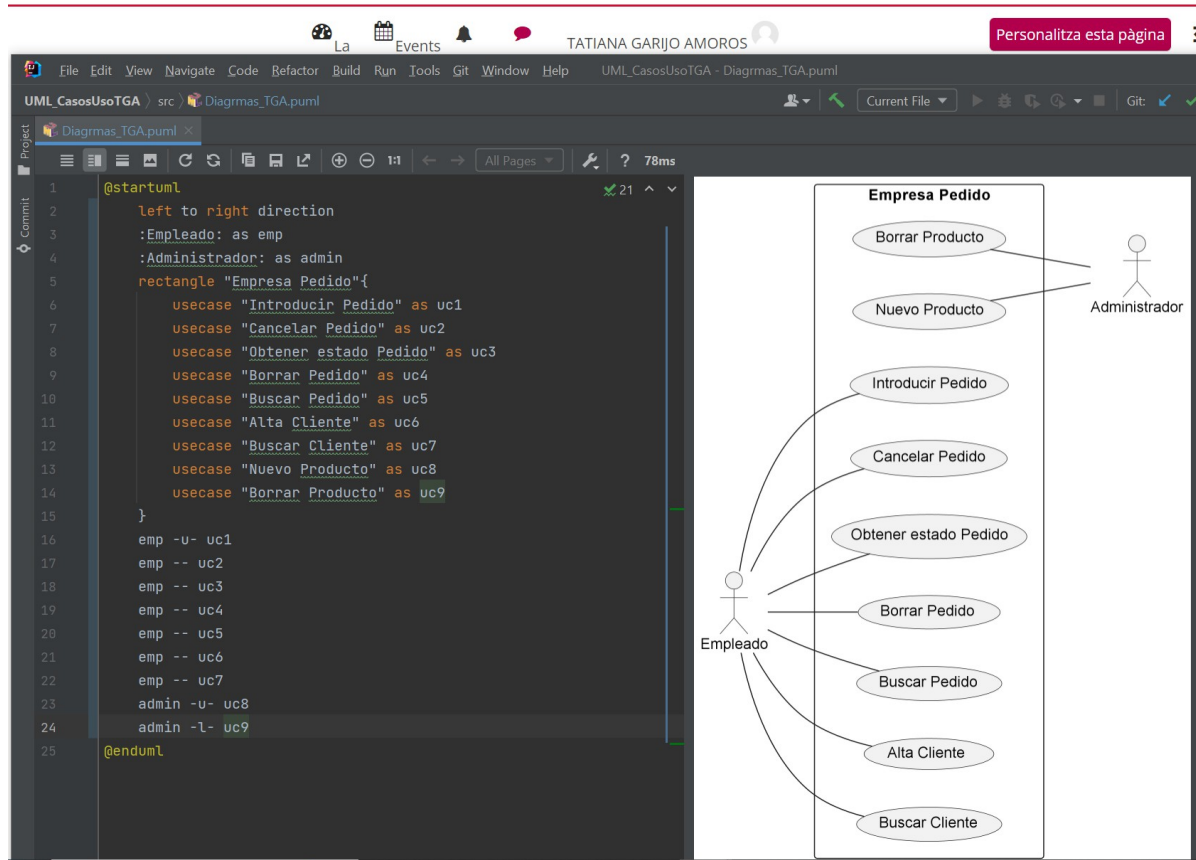 La
Events
TATIANA GARIJO AMOROS
Personalitza esta pàgina
File Edit View Navigate Code Refactor Build Run Tools Git Window Help UML_CasosUsoTGA - Diagrmas_TGA.puml
UML_CasosUsoTGA src Diagrmas_TGA.puml
Current File
Git:
Project
Commit
Diagrmas_TGA.puml
1:1
All Pages
? 78ms
21
1 @startuml
2 left to right direction
3 :Empleado: as emp
4 :Administrador: as admin
5 rectangle "Empresa Pedido"{
6 usecase "Introducir Pedido" as uc1
7 usecase "Cancelar Pedido" as uc2
8 usecase "Obtener estado Pedido" as uc3
9 usecase "Borrar Pedido" as uc4
10 usecase "Buscar Pedido" as uc5
11 usecase "Alta Cliente" as uc6
12 usecase "Buscar Cliente" as uc7
13 usecase "Nuevo Producto" as uc8
14 usecase "Borrar Producto" as uc9
15 }
16 emp -u- uc1
17 emp -- uc2
18 emp -- uc3
19 emp -- uc4
20 emp -- uc5
21 emp -- uc6
22 emp -- uc7
23 admin -u- uc8
24 admin -l- uc9
25 @enduml
Empresa Pedido
Borrar Producto
Nuevo Producto
Administrador
Introducir Pedido
Cancelar Pedido
Obtener estado Pedido
Borrar Pedido
Empleado
Buscar Pedido
Alta Cliente
Buscar Cliente